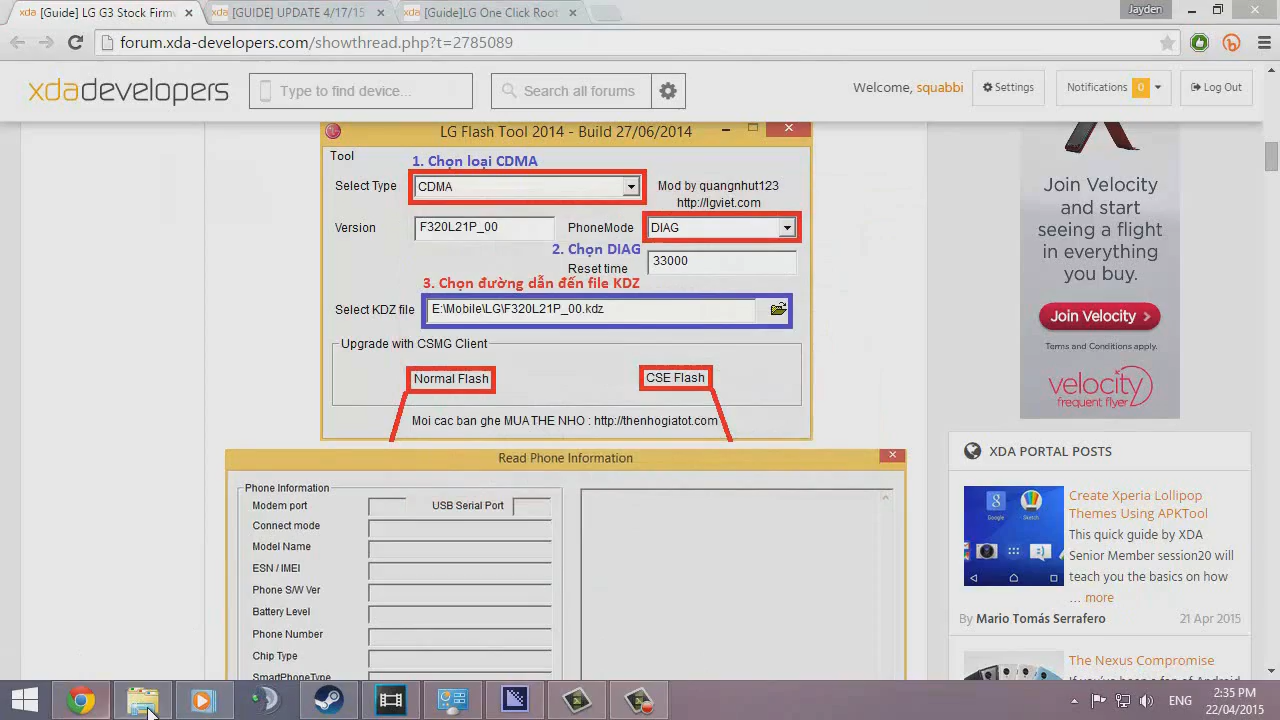 [Guide] LG G3 Stock Firmw
[GUIDE] UPDATE 4/17/15
[Guide]LG One Click Root
Jayden
forum.xda-developers.com/showthread.php?t=2785089
xdadevelopers
Type to find device...
Search all forums
Welcome, squabbi
Settings
Notifications 0
Log Out
LG Flash Tool 2014 - Build 27/06/2014
Tool
1. Chọn loại CDMA
Select Type
CDMA
Mod by quangnhut123
http://lgviet.com
Version
F320L21P_00
PhoneMode
DIAG
2. Chọn DIAG
Reset time
33000
3. Chọn đường dẫn đến file KDZ
Select KDZ file
E:\Mobile\LG\F320L21P_00.kdz
Upgrade with CSMG Client
Normal Flash
CSE Flash
Moi cac ban ghe MUA THE NHO : http://thenhogiatot.com
Read Phone Information
Phone Information
Modem port
USB Serial Port
Connect mode
Model Name
ESN / IMEI
Phone S/W Ver
Battery Level
Phone Number
Chip Type
SmartPhoneType
Join Velocity
and start
seeing a flight
in everything
you buy.
Join Velocity
Terms and Conditions apply.
velocity
frequent flyer
XDA PORTAL POSTS
Google
Sketch
Create Xperia Lollipop
Themes Using APKTool
This quick guide by XDA
Senior Member session20 will
teach you the basics on how
... more
By Mario Tomás Serrafero
21 Apr 2015
The Nexus Compromise
ENG
2:35 PM
22/04/2015